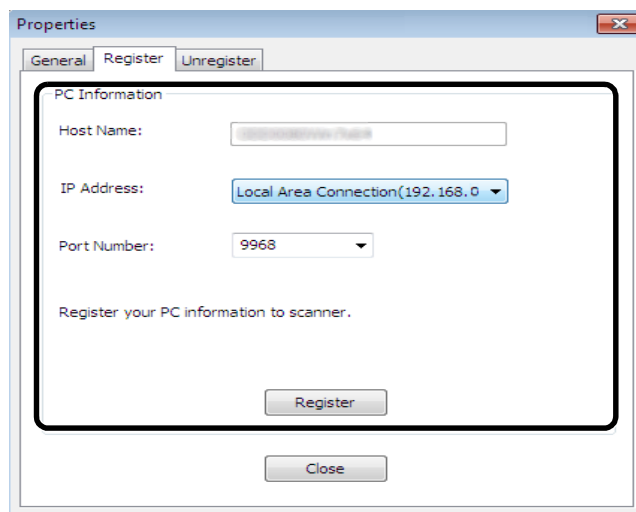 Properties
General Register Unregister
PC Information
Host Name:
IP Address: Local Area Connection(192.168.0
Port Number: 9968
Register your PC information to scanner.
Register
Close